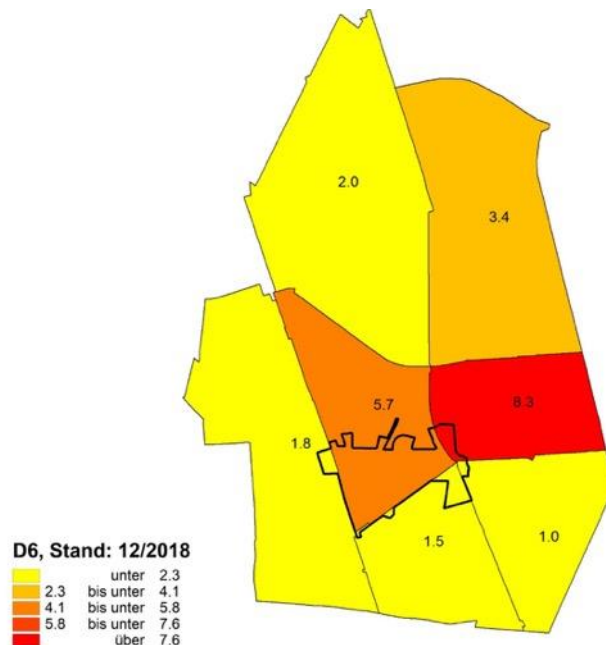 2.0
3.4
5.7
8.3
1.8
1.5
1.0
D6, Stand: 12/2018
unter 2.3
2.3 bis unter 4.1
4.1 bis unter 5.8
5.8 bis unter 7.6
über 7.6